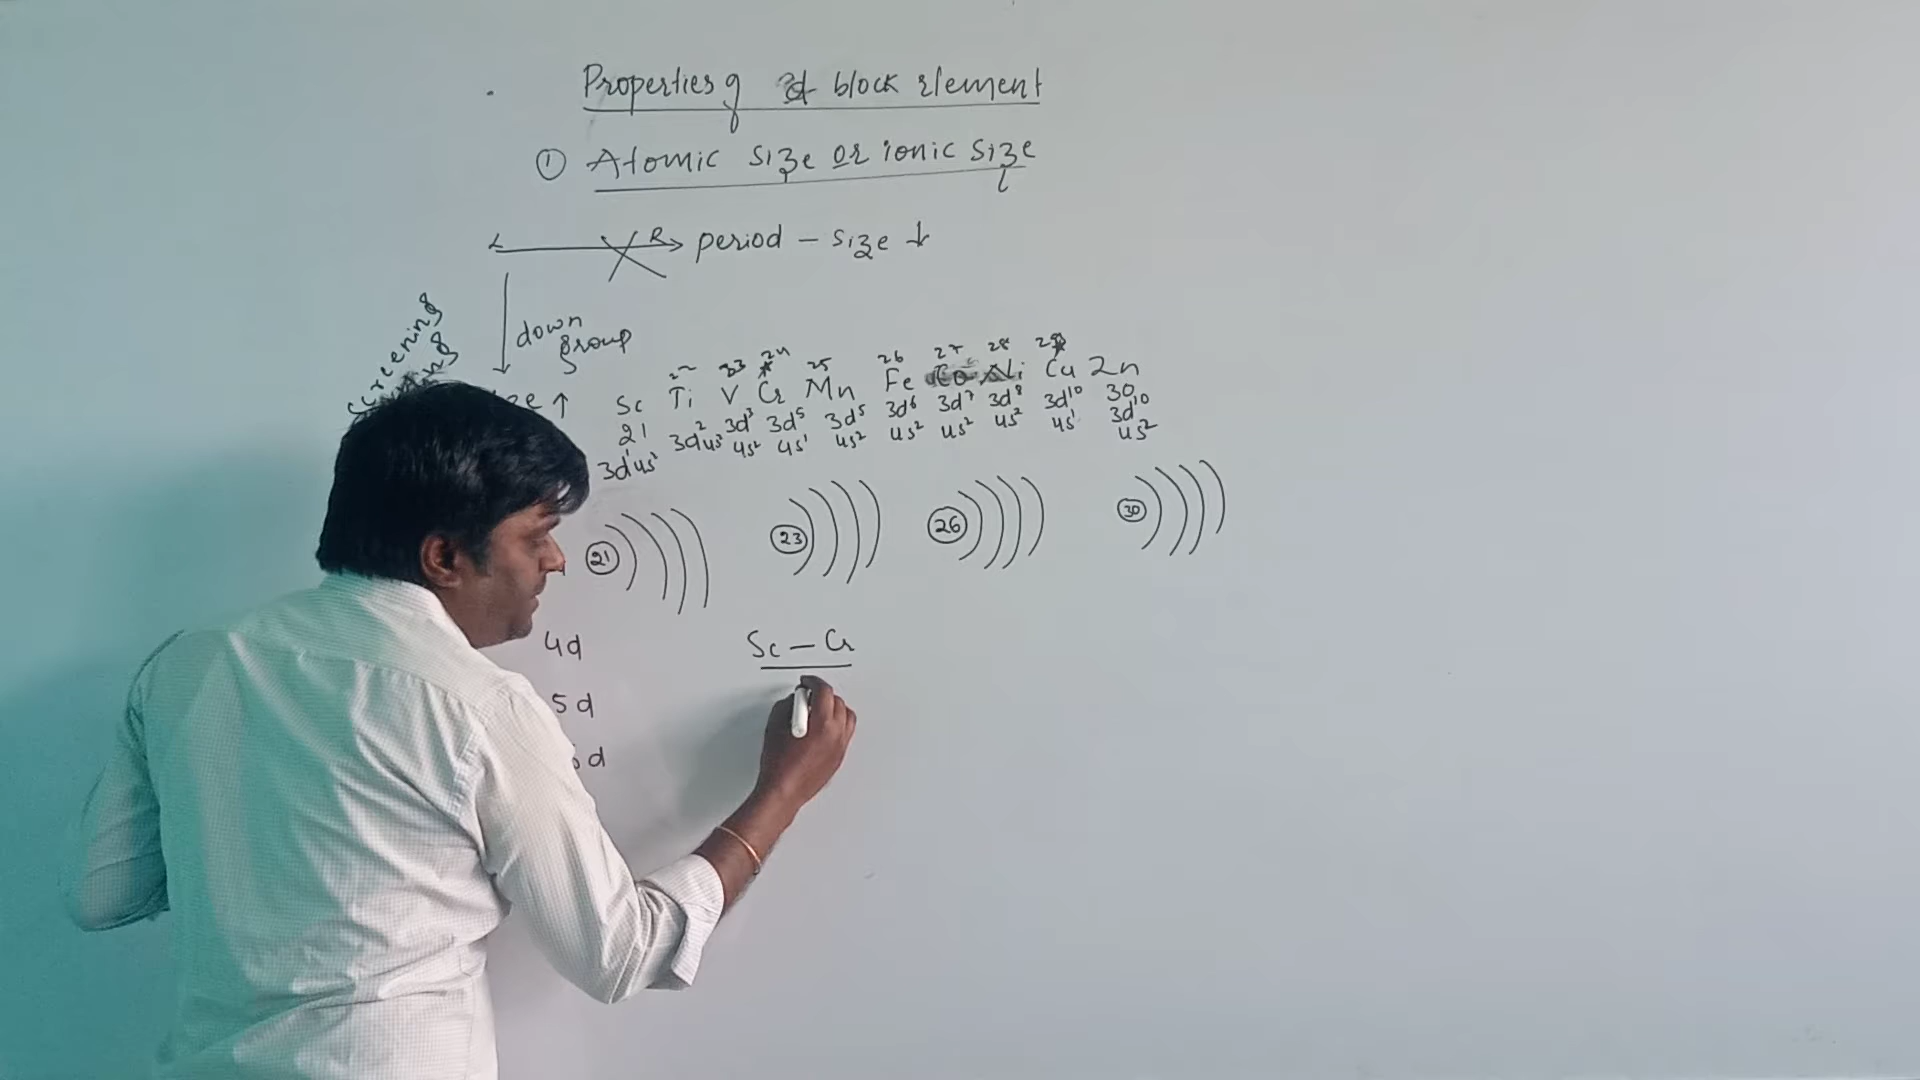 Properties of 3d block element
① Atomic size or ionic size
L R period - size ↓
down
group
Screening
↑
22 23 24 25 26 27 28 29
Sc Ti V Cr Mn Fe Co Ni Cu Zn
21 30
3d¹4s² 3d²4s² 3d³4s² 3d⁵4s¹ 3d⁵4s² 3d⁶4s² 3d⁷4s² 3d⁸4s² 3d¹⁰4s¹ 3d¹⁰4s²
21 23 26 30
4d Sc - Cr
5d